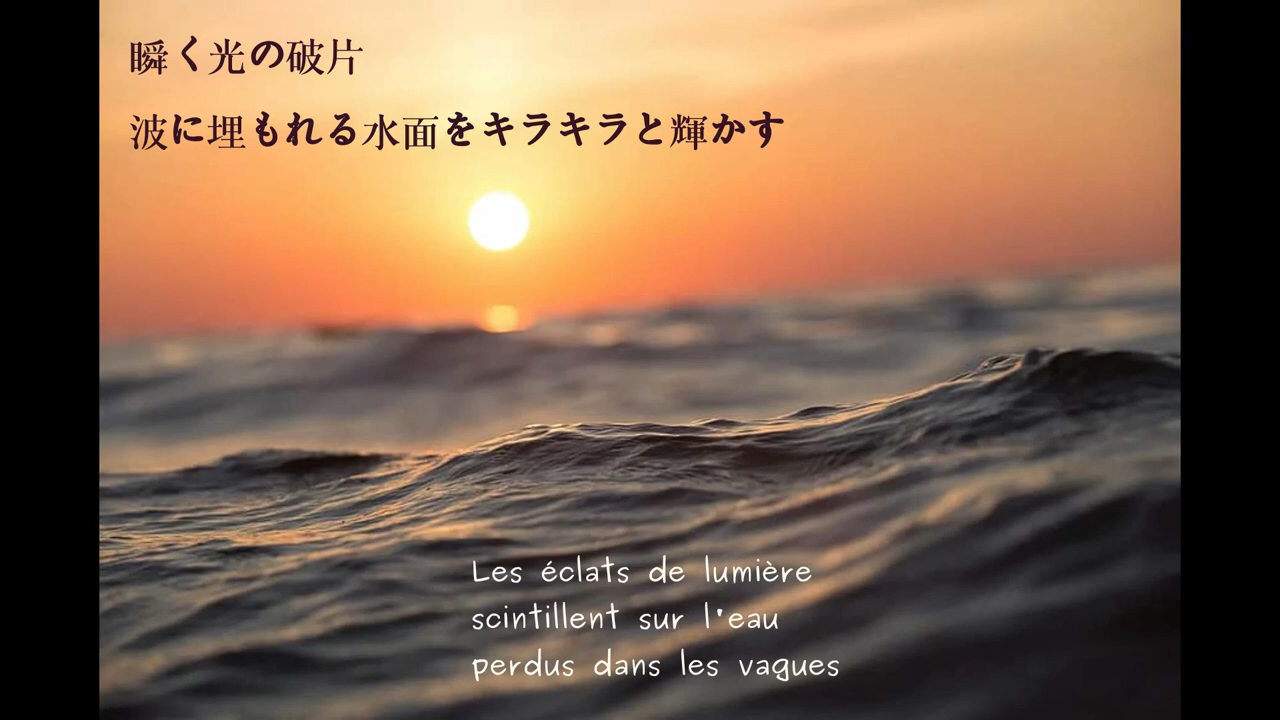 瞬く光の破片
波に埋もれる水面をキラキラと輝かす
Les éclats de lumière
scintillent sur l'eau
perdus dans les vagues